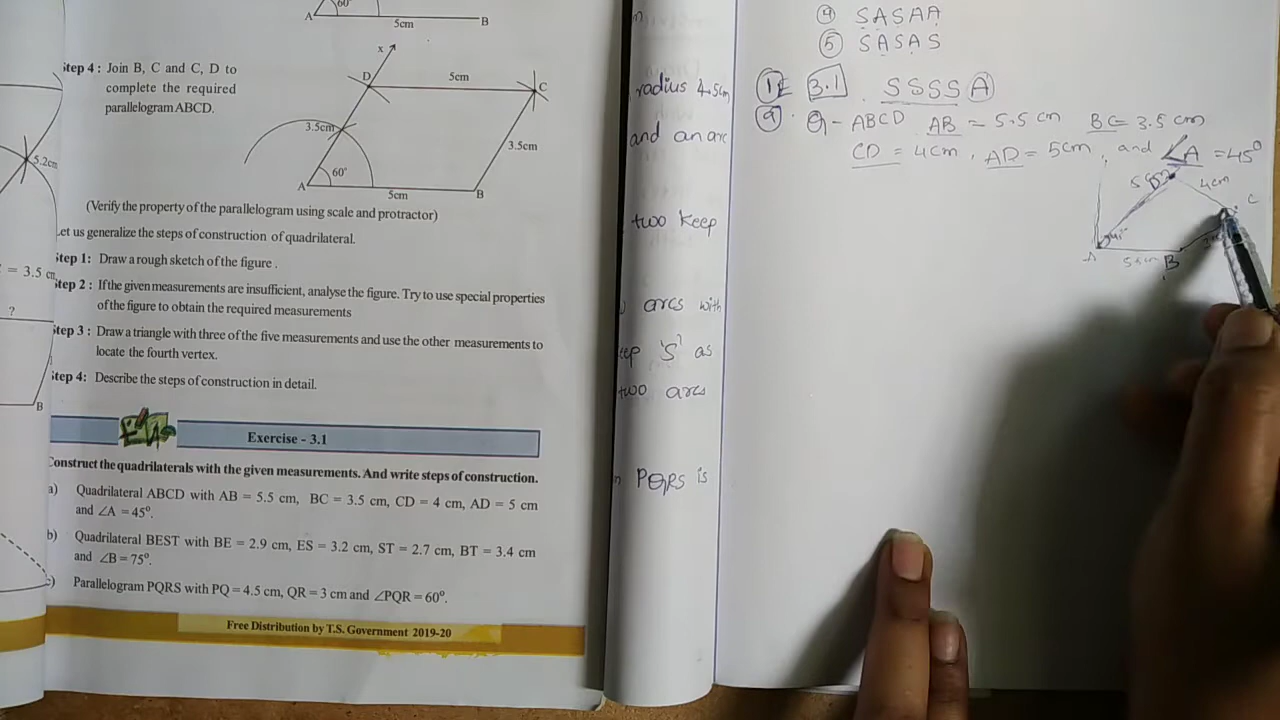 A 60° B
5cm
Step 4: Join B, C and C, D to
complete the required
parallelogram ABCD.
x
D 5cm C
3.5cm 3.5cm
60°
A 5cm B
(Verify the property of the parallelogram using scale and protractor)
Let us generalize the steps of construction of quadrilateral.
Step 1: Draw a rough sketch of the figure .
Step 2 : If the given measurements are insufficient, analyse the figure. Try to use special properties
of the figure to obtain the required measurements
Step 3 : Draw a triangle with three of the five measurements and use the other measurements to
locate the fourth vertex.
Step 4: Describe the steps of construction in detail.
Exercise - 3.1
Construct the quadrilaterals with the given measurements. And write steps of construction.
a) Quadrilateral ABCD with AB = 5.5 cm, BC = 3.5 cm, CD = 4 cm, AD = 5 cm
and ∠A = 45°.
b) Quadrilateral BEST with BE = 2.9 cm, ES = 3.2 cm, ST = 2.7 cm, BT = 3.4 cm
and ∠B = 75°.
c) Parallelogram PQRS with PQ = 4.5 cm, QR = 3 cm and ∠PQR = 60°.
Free Distribution by T.S. Government 2019-20
5.2cm
= 3.5 cm
?
B
radius 4.5cm
and an arc
two keep
arcs with
'S' as
two arcs
PQRS is
④ SASAA
⑤ SASAS
3.1 SSSSA
Q- ABCD AB = 5.5 cm BC = 3.5 cm
CD = 4cm, AD = 5cm, and ∠A = 45°
5cm D 4cm C
45°
A 5.5cm B